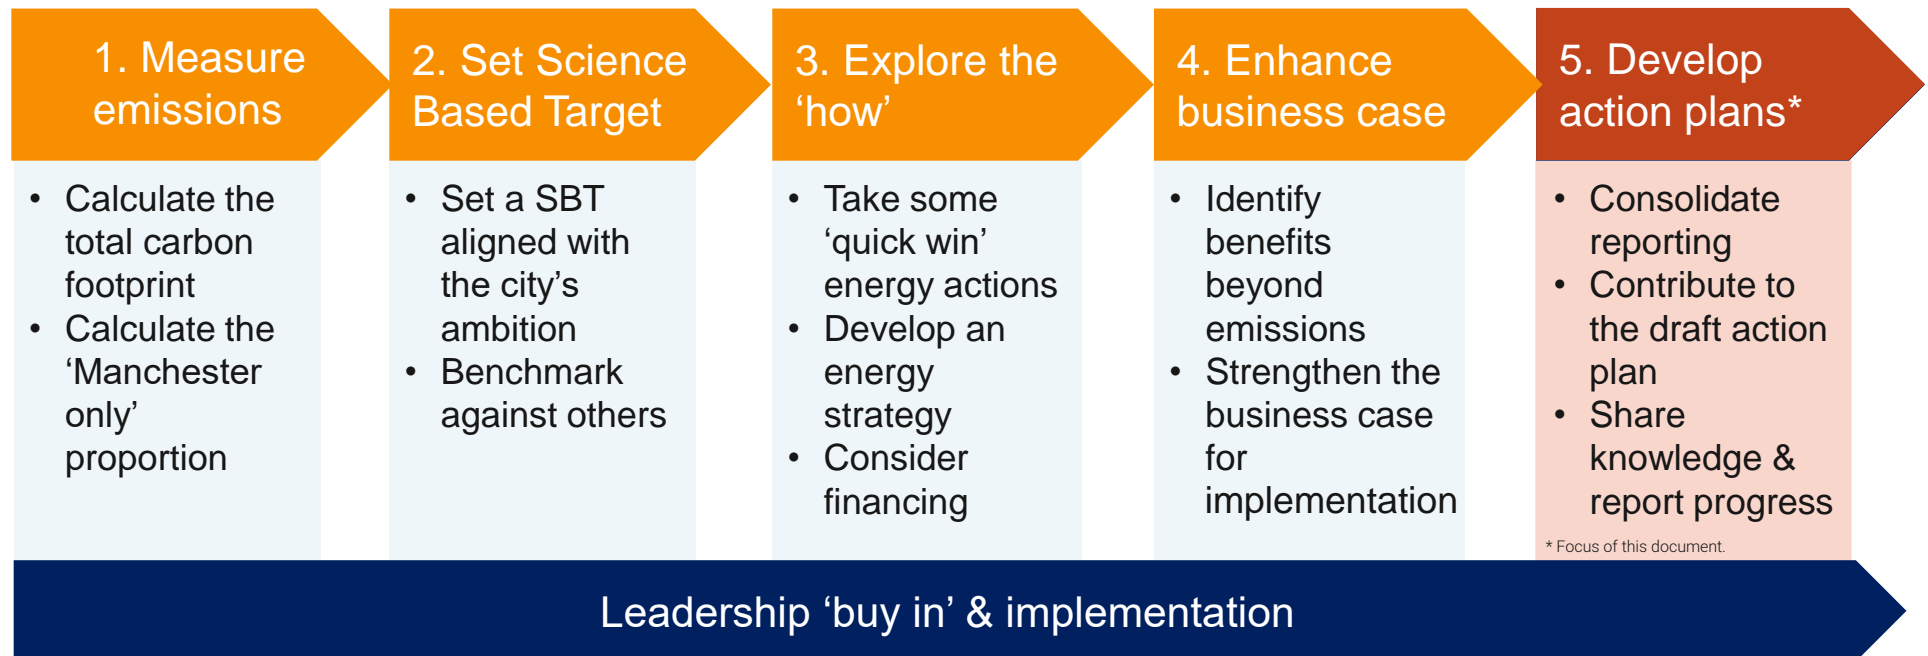 1. Measure
emissions
• Calculate the
total carbon
footprint
• Calculate the
‘Manchester
only’
proportion
2. Set Science
Based Target
• Set a SBT
aligned with
the city’s
ambition
• Benchmark
against others
3. Explore the
‘how’
• Take some
‘quick win’
energy actions
• Develop an
energy
strategy
• Consider
financing
4. Enhance
business case
• Identify
benefits
beyond
emissions
• Strengthen the
business case
for
implementation
5. Develop
action plans*
• Consolidate
reporting
• Contribute to
the draft action
plan
• Share
knowledge &
report progress
* Focus of this document.
Leadership ‘buy in’ & implementation